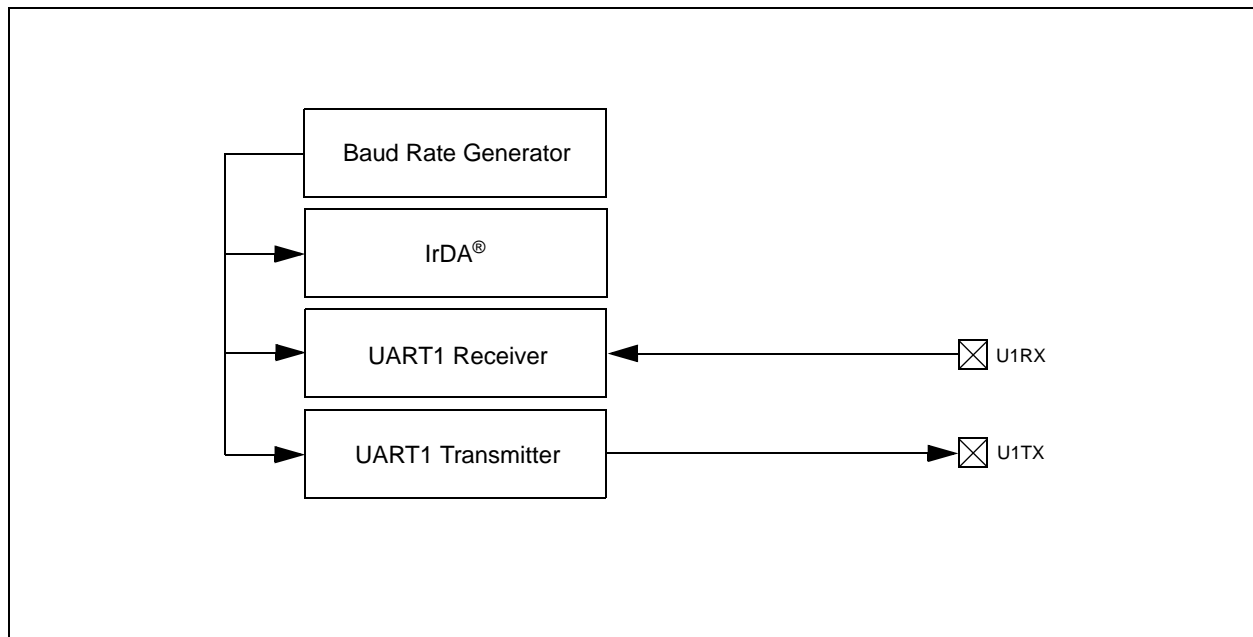 Baud Rate Generator
IrDA®
UART1 Receiver
U1RX
UART1 Transmitter
U1TX